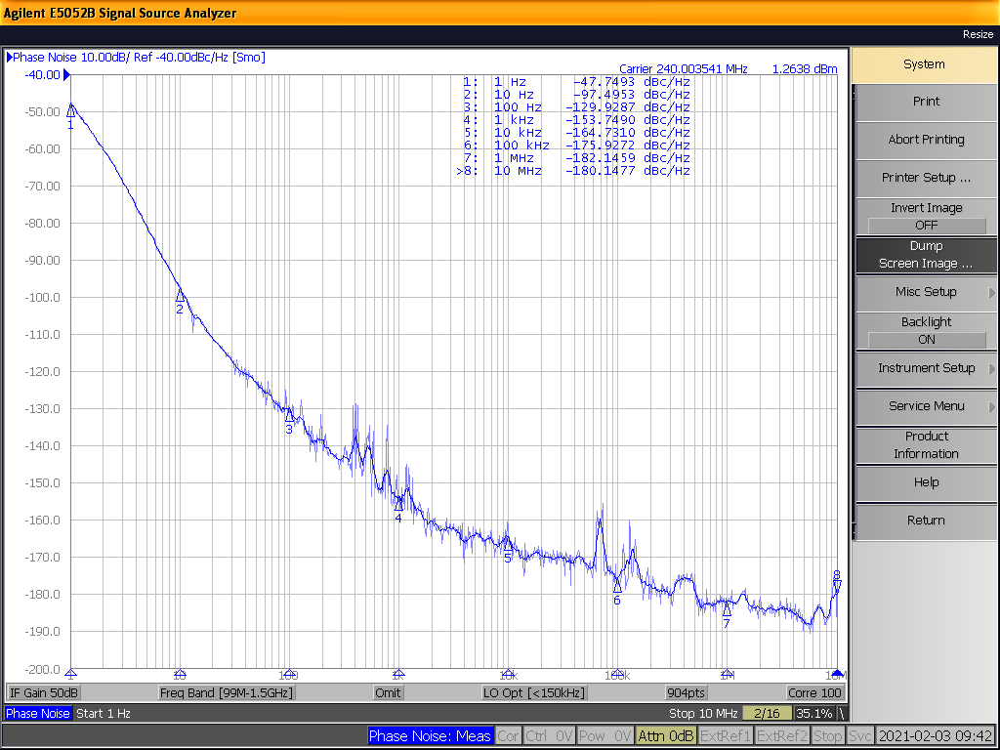 Agilent E5052B Signal Source Analyzer
Resize
Phase Noise 10.00dB/ Ref -40.00dBc/Hz [Smo]
Carrier 240.003541 MHz 1.2638 dBm
1: 1 Hz -47.7493 dBc/Hz
2: 10 Hz -97.4953 dBc/Hz
3: 100 Hz -129.9287 dBc/Hz
4: 1 kHz -153.7490 dBc/Hz
5: 10 kHz -164.7310 dBc/Hz
6: 100 kHz -175.9272 dBc/Hz
7: 1 MHz -182.1459 dBc/Hz
>8: 10 MHz -180.1477 dBc/Hz
-40.00
-50.00
-60.00
-70.00
-80.00
-90.00
-100.0
-110.0
-120.0
-130.0
-140.0
-150.0
-160.0
-170.0
-180.0
-190.0
-200.0
1
2
3
4
5
6
7
8
1 10 100 1k 10k 100k 1M 10M
IF Gain 50dB Freq Band [99M-1.5GHz] Omit LO Opt [<150kHz] 904pts Corre 100
Phase Noise Start 1 Hz Stop 10 MHz 2/16 35.1% \
Phase Noise: Meas Cor Ctrl 0V Pow 0V Attn 0dB ExtRef1 ExtRef2 Stop Svc 2021-02-03 09:42
System
Print
Abort Printing
Printer Setup ...
Invert Image
OFF
Dump
Screen Image ...
Misc Setup
Backlight
ON
Instrument Setup
Service Menu
Product
Information
Help
Return